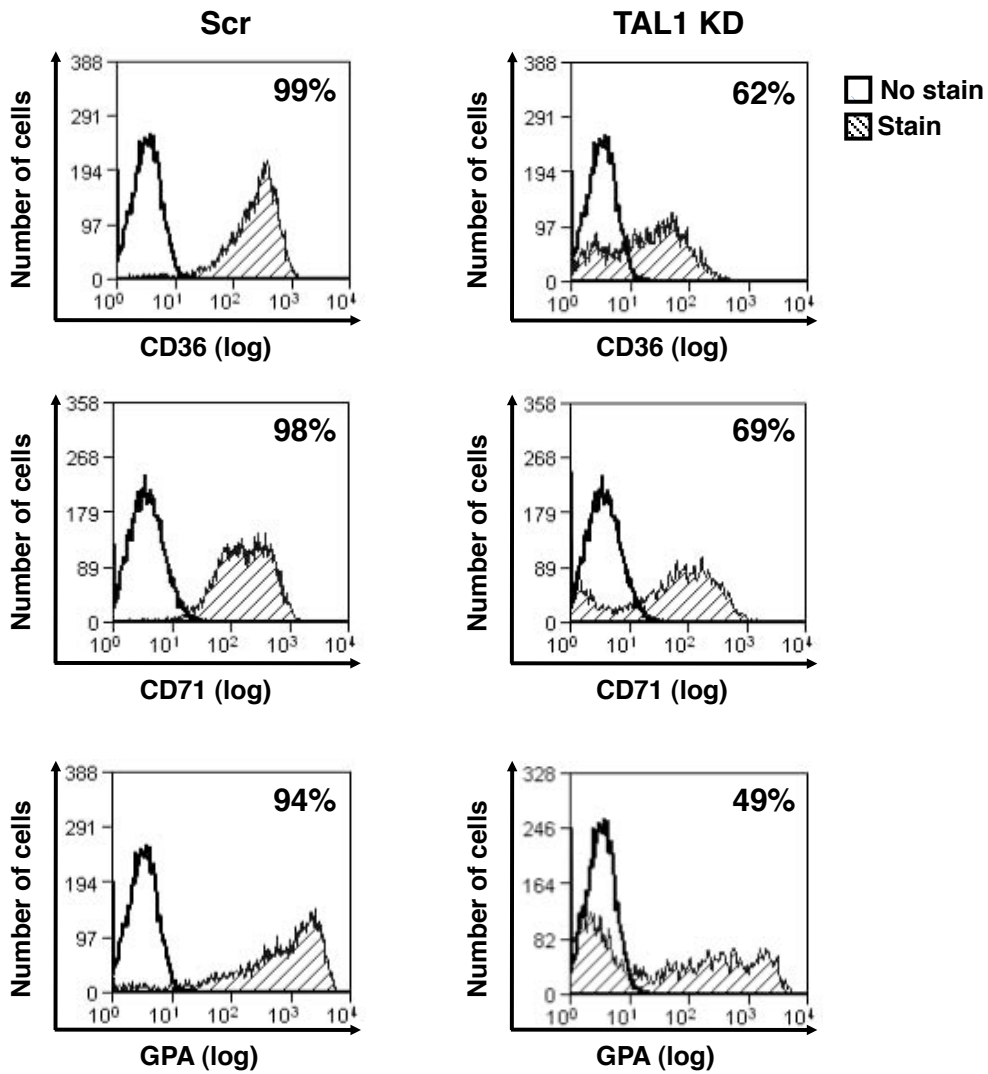 Scr TAL1 KD
388 99% 388 62% No stain
291 291 Stain
194 194
97 97
0 0
10⁰ 10¹ 10² 10³ 10⁴ 10⁰ 10¹ 10² 10³ 10⁴
Number of cells Number of cells
CD36 (log) CD36 (log)
358 98% 358 69%
268 268
179 179
89 89
0 0
10⁰ 10¹ 10² 10³ 10⁴ 10⁰ 10¹ 10² 10³ 10⁴
Number of cells Number of cells
CD71 (log) CD71 (log)
388 94% 328 49%
291 246
194 164
97 82
0 0
10⁰ 10¹ 10² 10³ 10⁴ 10⁰ 10¹ 10² 10³ 10⁴
Number of cells Number of cells
GPA (log) GPA (log)